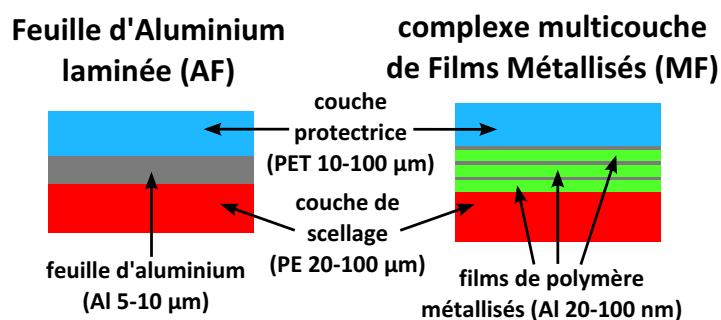 Feuille d'Aluminium
laminée (AF)
complexe multicouche
de Films Métallisés (MF)
couche
protectrice
(PET 10-100 µm)
couche de
scellage
(PE 20-100 µm)
feuille d'aluminium
(Al 5-10 µm)
films de polymère
métallisés (Al 20-100 nm)